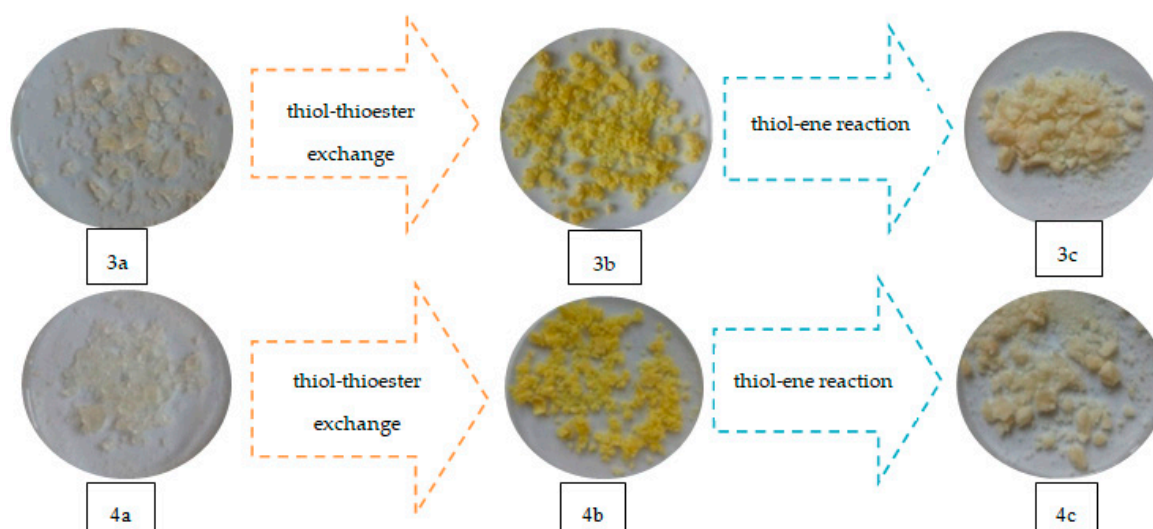 thiol-thioester
exchange
thiol-ene reaction
3a
3b
3c
thiol-thioester
exchange
thiol-ene reaction
4a
4b
4c